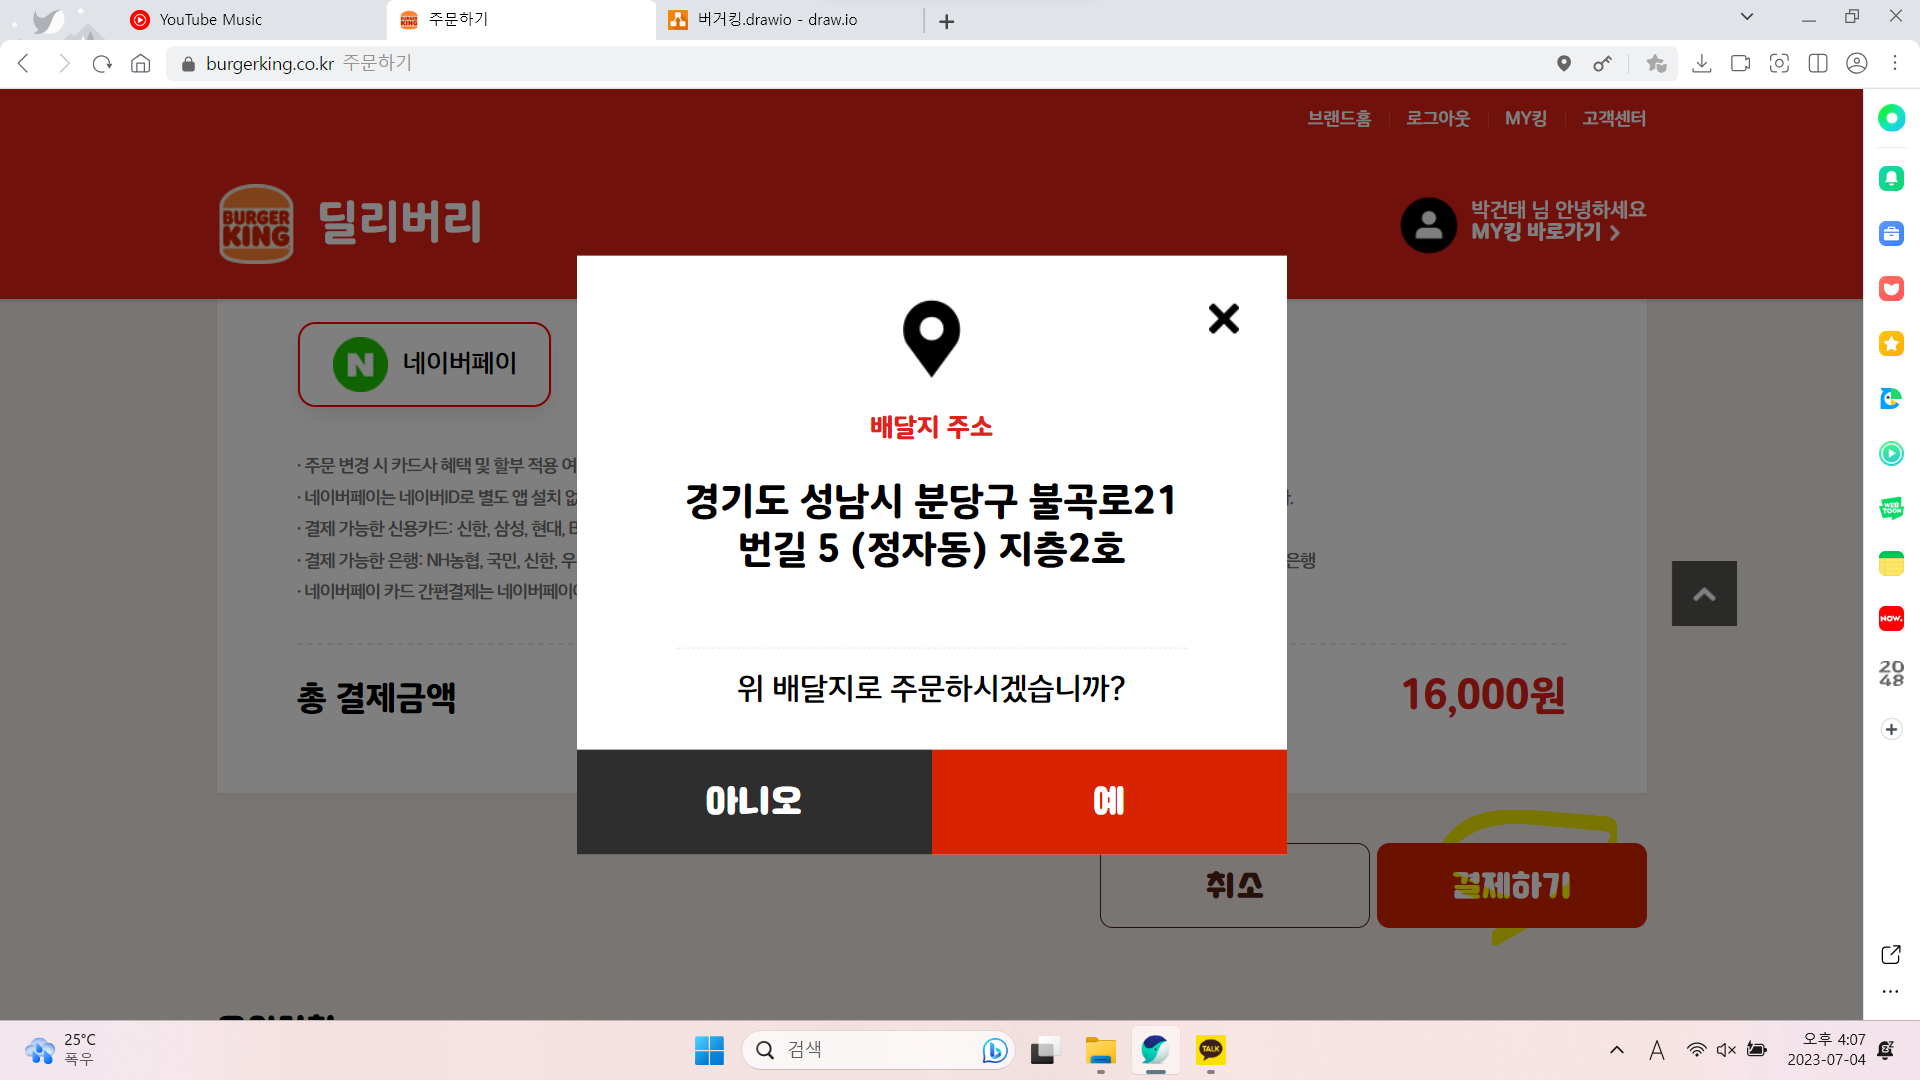 YouTube Music
주문하기
버거킹.drawio - draw.io
burgerking.co.kr 주문하기
브랜드홈
로그아웃
MY킹
고객센터
BURGER KING
딜리버리
박건태 님 안녕하세요
MY킹 바로가기
N 네이버페이
배달지 주소
경기도 성남시 분당구 불곡로21
번길 5 (정자동) 지층2호
· 주문 변경 시 카드사 혜택 및 할부 적용 여
· 네이버페이는 네이버ID로 별도 앱 설치 없
· 결제 가능한 신용카드: 신한, 삼성, 현대, B
· 결제 가능한 은행: NH농협, 국민, 신한, 우
은행
· 네이버페이 카드 간편결제는 네이버페이에
위 배달지로 주문하시겠습니까?
총 결제금액
16,000원
아니오
예
취소
결제하기
WEB TOON
NOW.
2048
25°C
폭우
검색
TALK
A
오후 4:07
2023-07-04